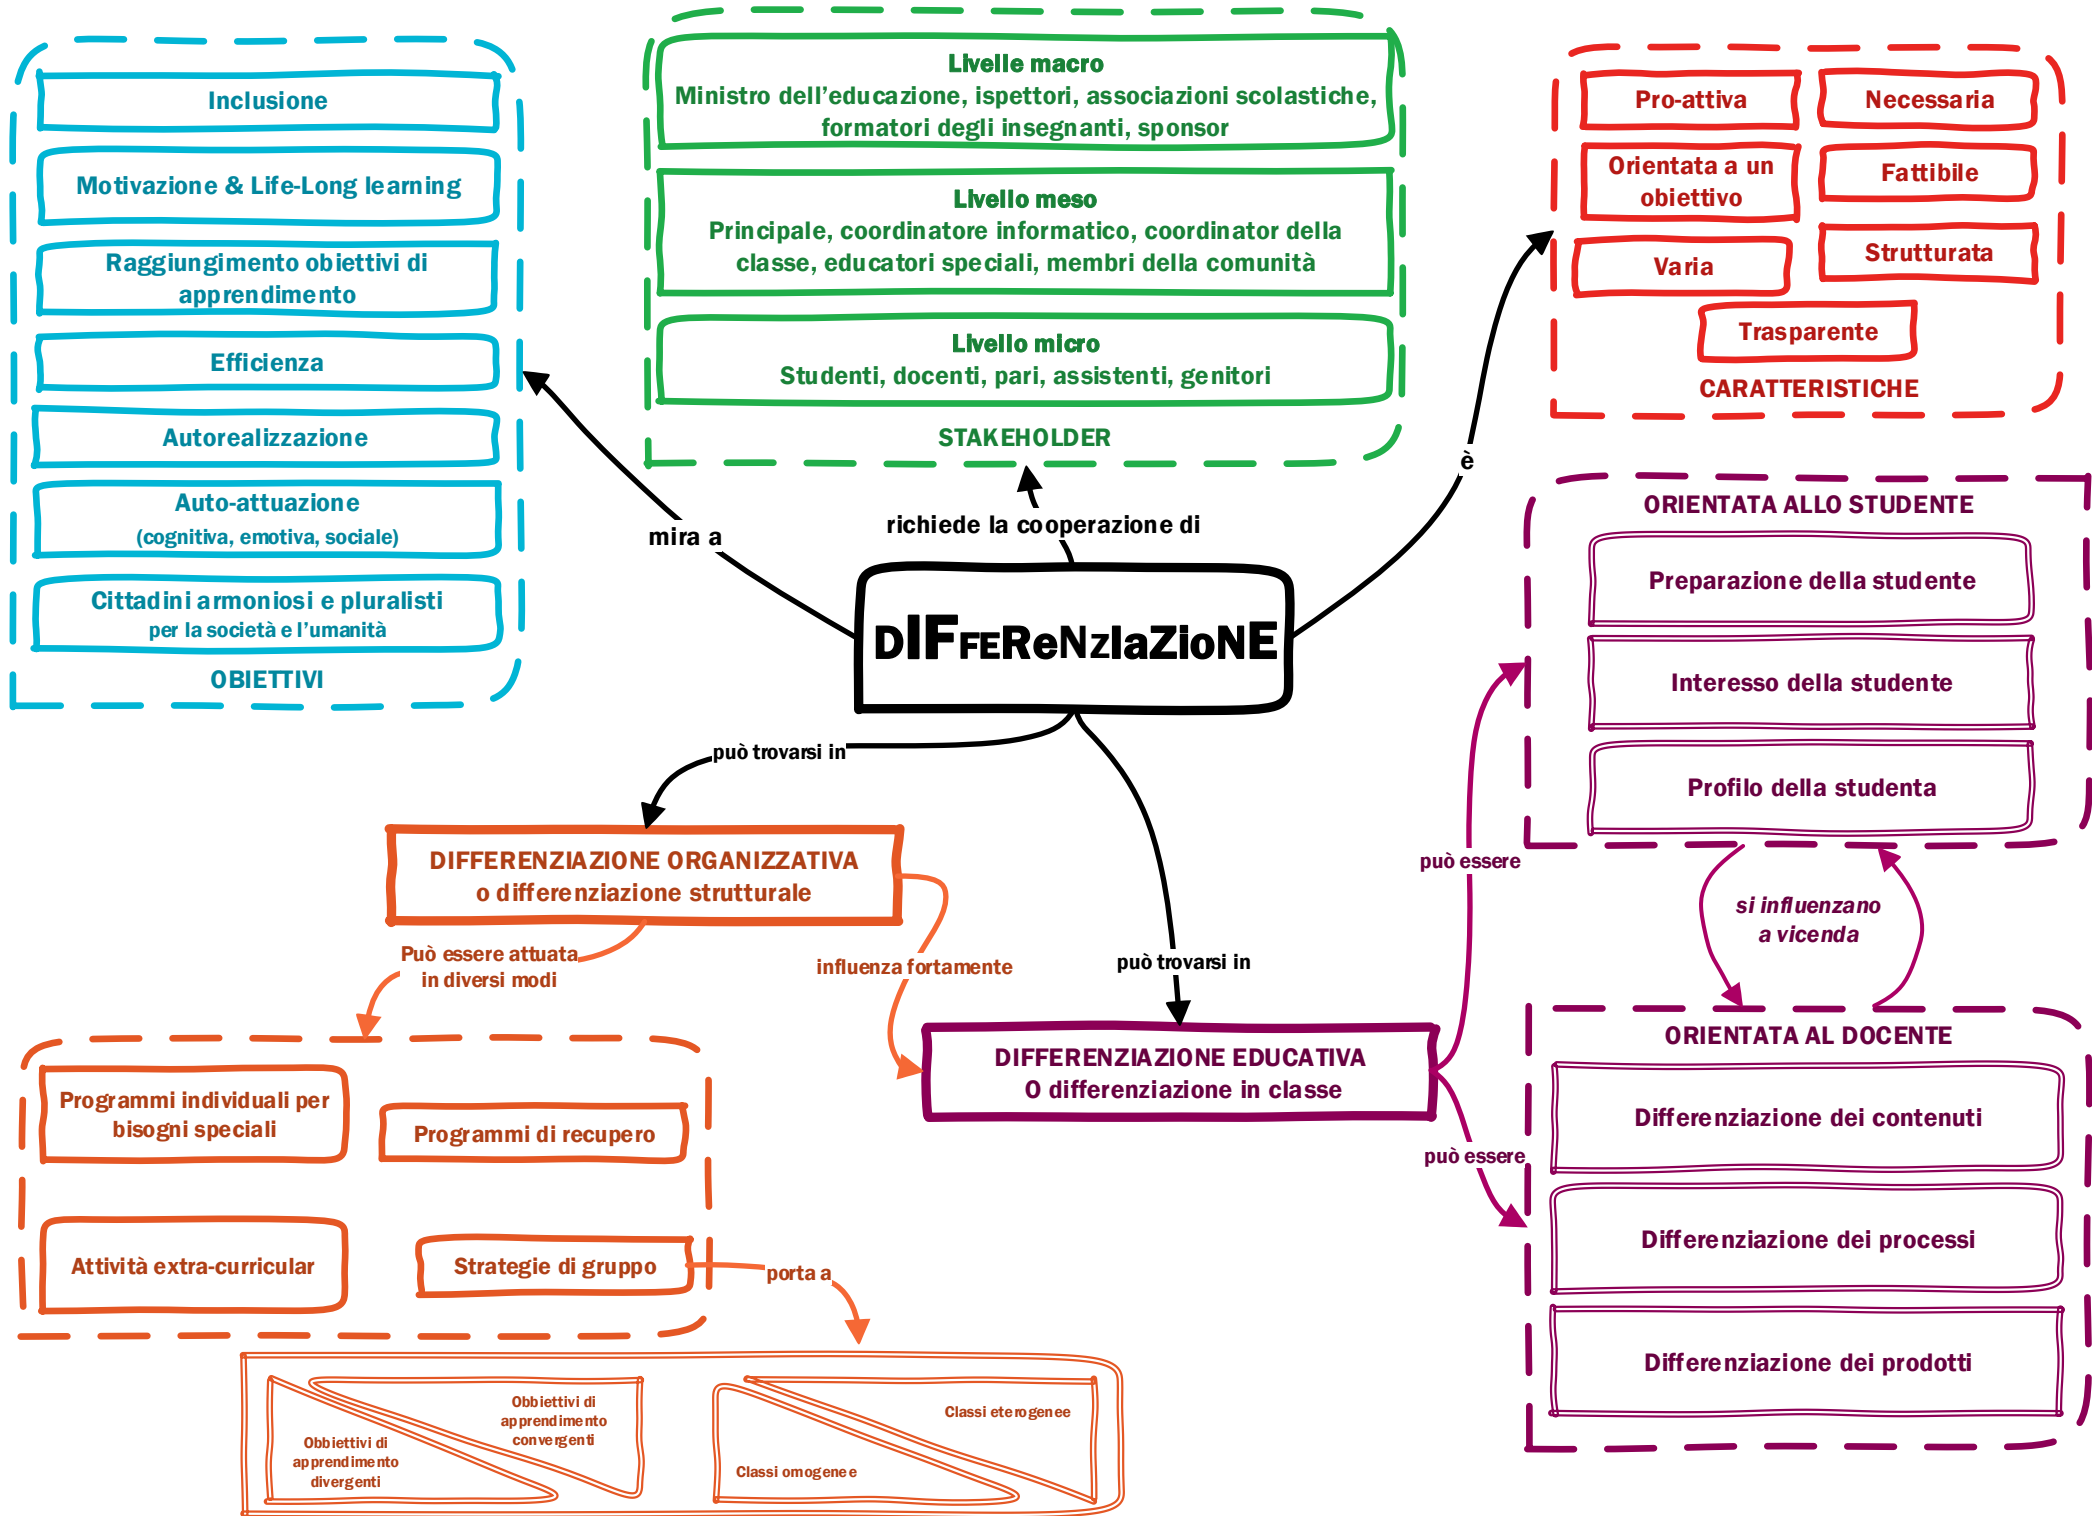 Inclusione
Motivazione & Life-Long learning
Raggiungimento obiettivi di
apprendimento
Efficienza
Autorealizzazione
Auto-attuazione
(cognitiva, emotiva, sociale)
Cittadini armoniosi e pluralisti
per la società e l'umanità
OBIETTIVI
Livelle macro
Ministro dell'educazione, ispettori, associazioni scolastiche,
formatori degli insegnanti, sponsor
Livello meso
Principale, coordinatore informatico, coordinator della
classe, educatori speciali, membri della comunità
Livello micro
Studenti, docenti, pari, assistenti, genitori
STAKEHOLDER
Pro-attiva
Necessaria
Orientata a un
obiettivo
Fattibile
Varia
Strutturata
Trasparente
CARATTERISTICHE
mira a
richiede la cooperazione di
è
DIFFEReNZIaZioNE
può trovarsi in
può trovarsi in
DIFFERENZIAZIONE ORGANIZZATIVA
o differenziazione strutturale
Può essere attuata
in diversi modi
influenza fortamente
Programmi individuali per
bisogni speciali
Programmi di recupero
Attività extra-curricular
Strategie di gruppo
porta a
Obbiettivi di
apprendimento
convergenti
Obbiettivi di
apprendimento
divergenti
Classi eterogenee
Classi omogenee
DIFFERENZIAZIONE EDUCATIVA
O differenziazione in classe
può essere
può essere
ORIENTATA ALLO STUDENTE
Preparazione della studente
Interesso della studente
Profilo della studenta
si influenzano
a vicenda
ORIENTATA AL DOCENTE
Differenziazione dei contenuti
Differenziazione dei processi
Differenziazione dei prodotti